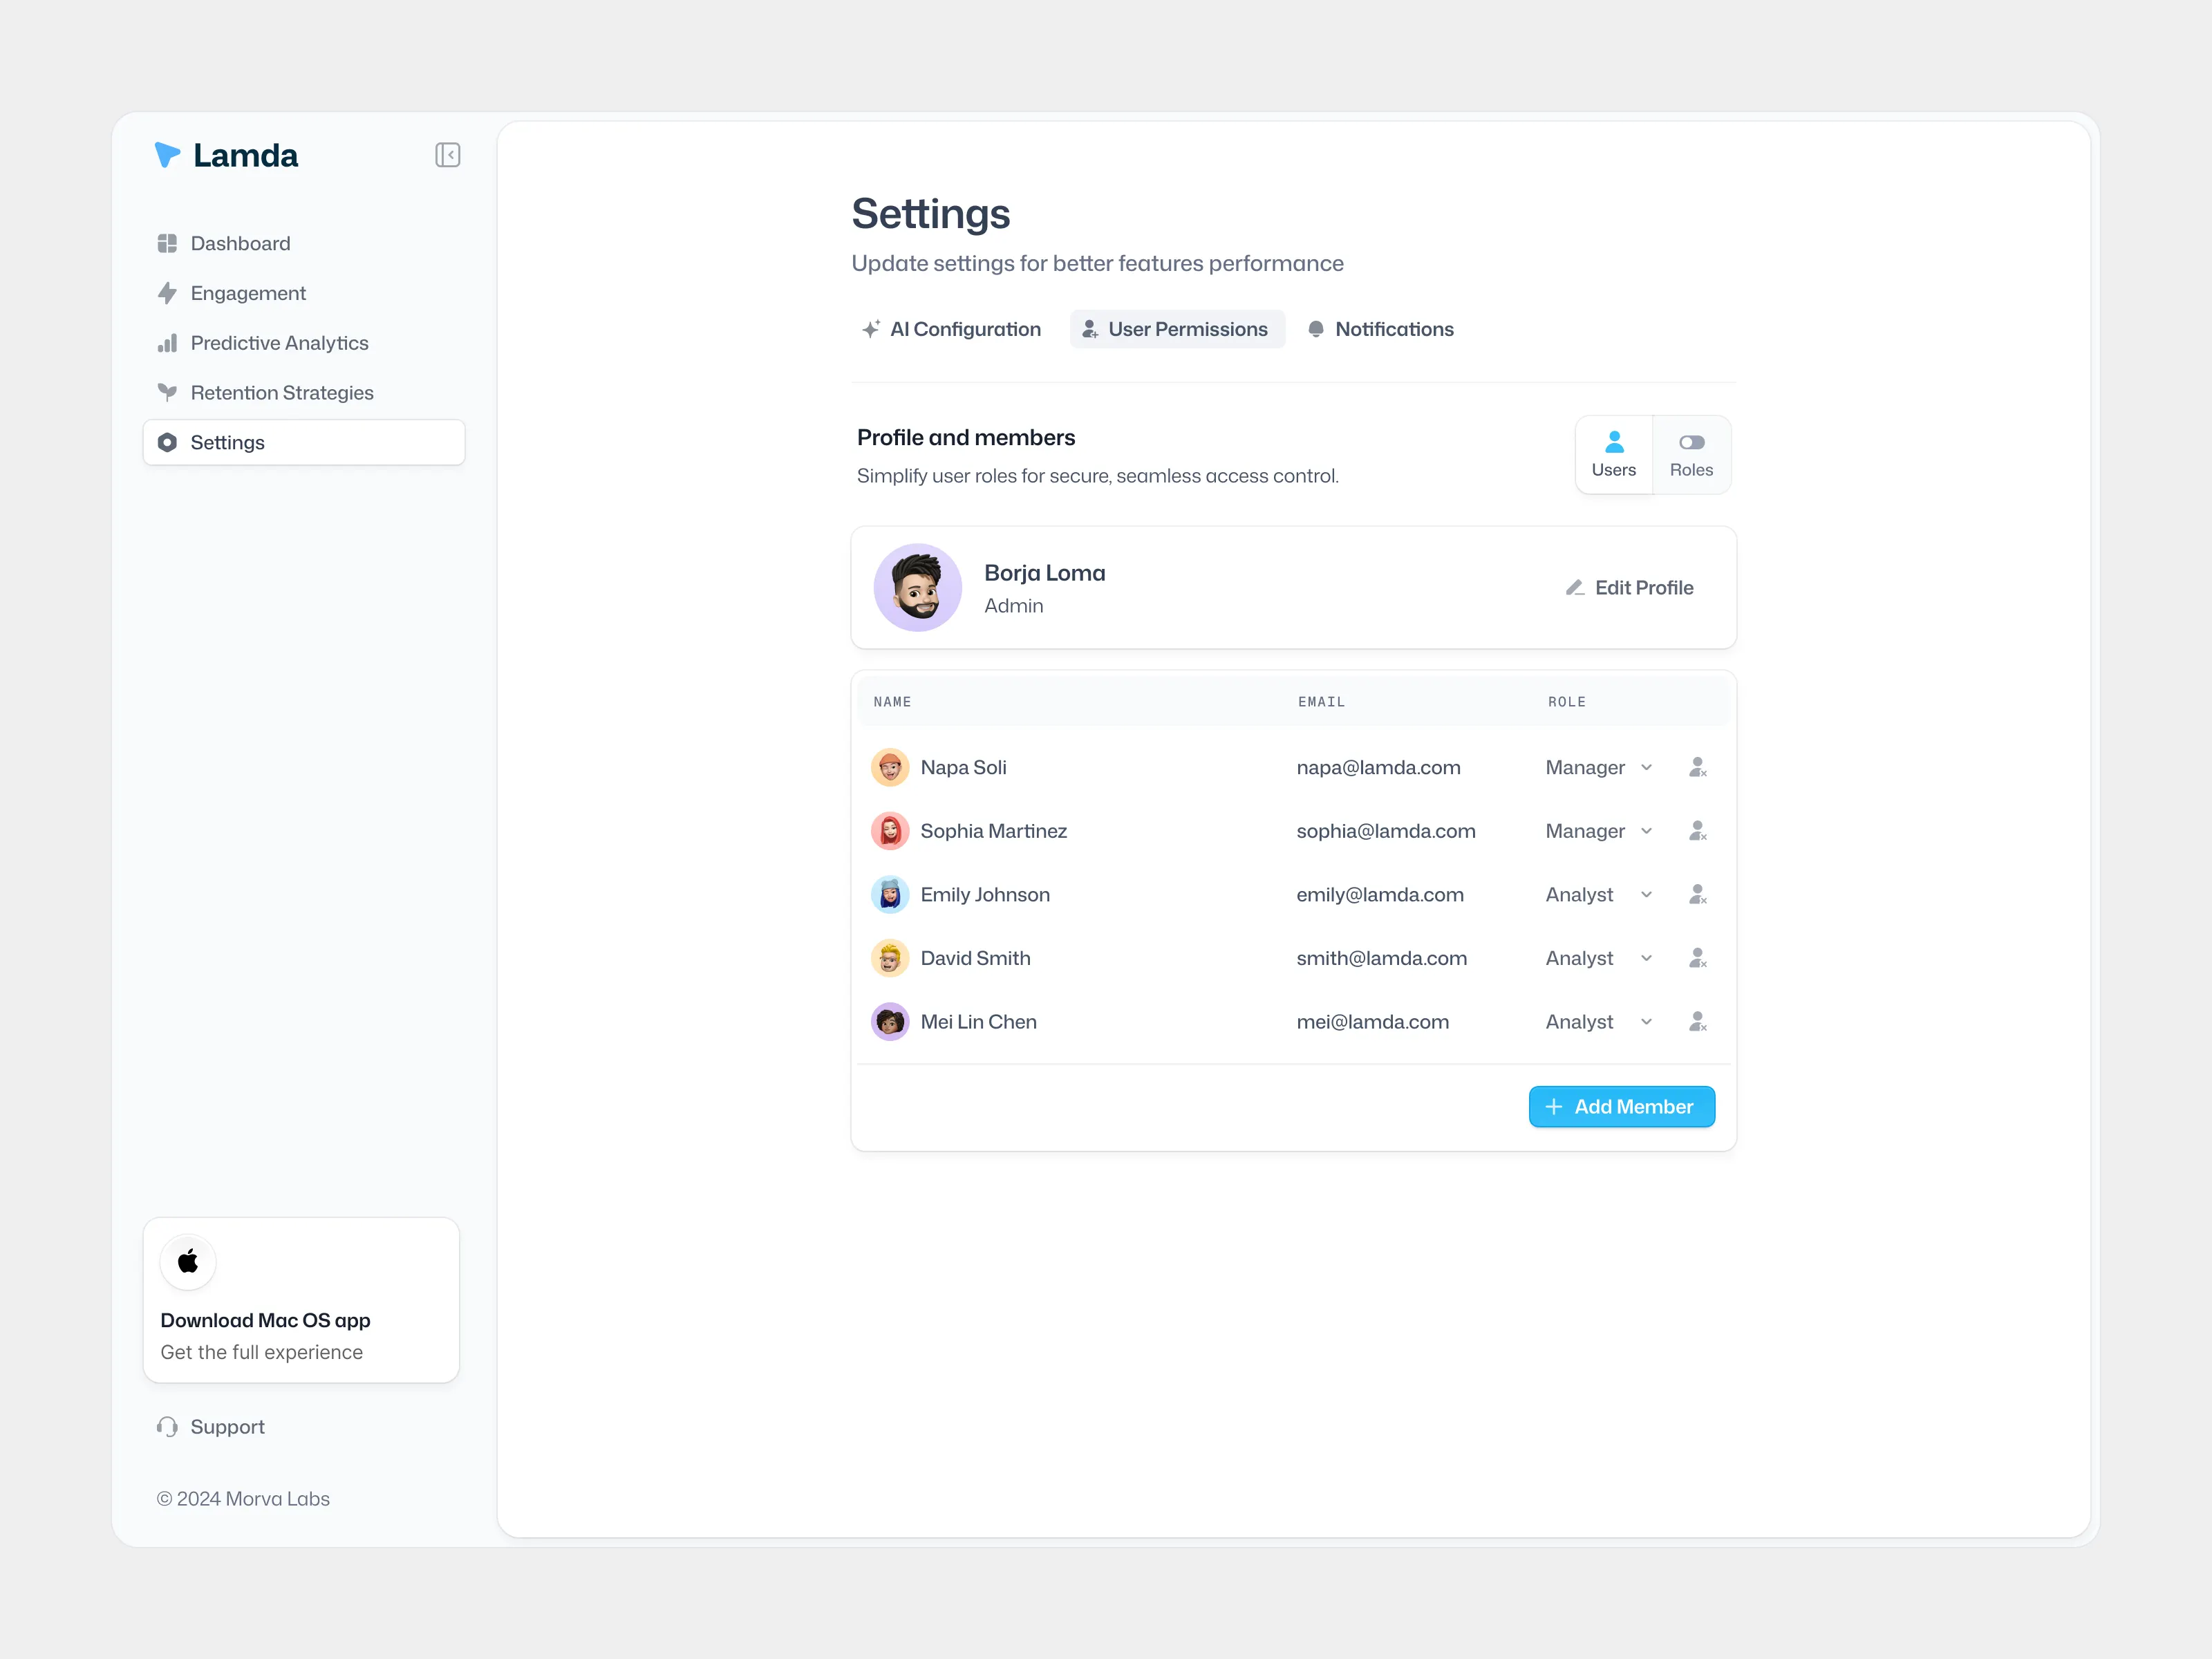 Lamda
Dashboard
Engagement
Predictive Analytics
Retention Strategies
Settings
Download Mac OS app
Get the full experience
Support
© 2024 Morva Labs
Settings
Update settings for better features performance
AI Configuration User Permissions Notifications
Profile and members
Simplify user roles for secure, seamless access control.
Users Roles
Borja Loma
Admin
Edit Profile
NAME EMAIL ROLE
Napa Soli napa@lamda.com Manager
Sophia Martinez sophia@lamda.com Manager
Emily Johnson emily@lamda.com Analyst
David Smith smith@lamda.com Analyst
Mei Lin Chen mei@lamda.com Analyst
Add Member